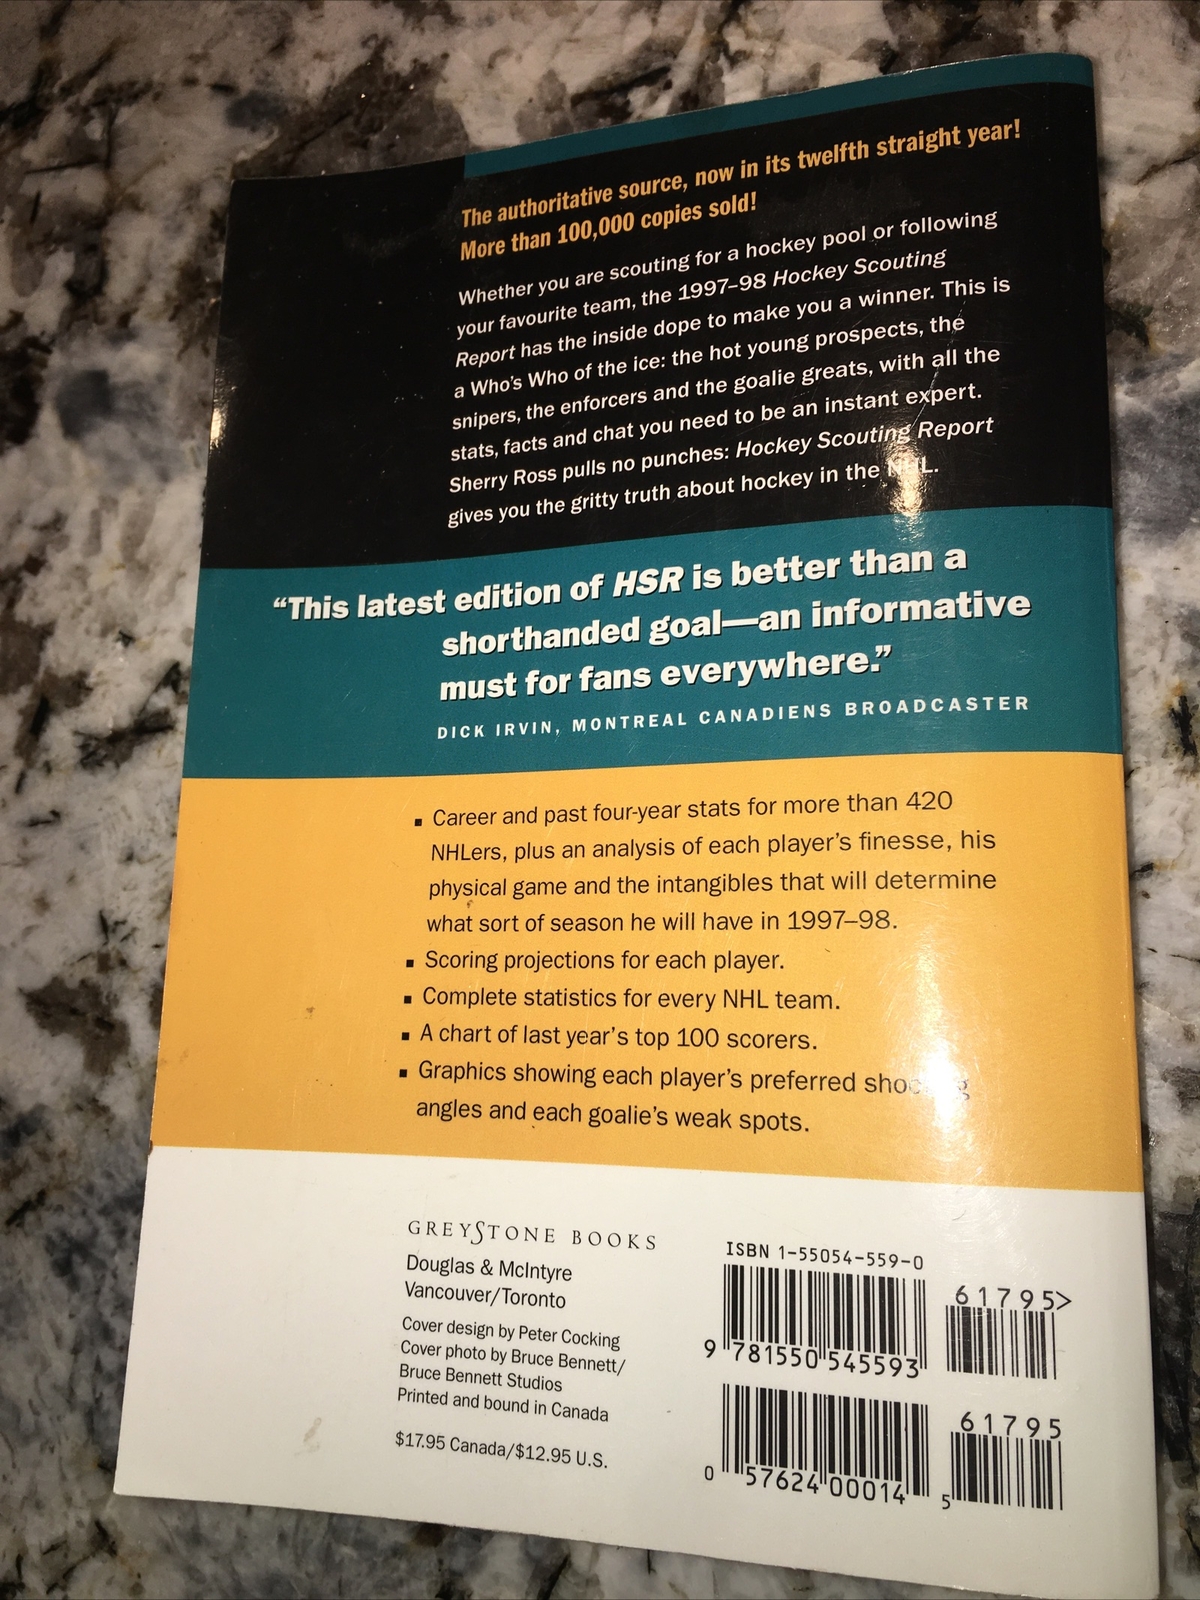 The authoritative source, now in its twelfth straight year!
More than 100,000 copies sold!
Whether you are scouting for a hockey pool or following
your favourite team, the 1997–98 Hockey Scouting
Report has the inside dope to make you a winner. This is
a Who's Who of the ice: the hot young prospects, the
snipers, the enforcers and the goalie greats, with all the
stats, facts and chat you need to be an instant expert.
Sherry Ross pulls no punches: Hockey Scouting Report
gives you the gritty truth about hockey in the NHL.
“This latest edition of HSR is better than a
shorthanded goal—an informative
must for fans everywhere.”
DICK IRVIN, MONTREAL CANADIENS BROADCASTER
▪ Career and past four-year stats for more than 420
NHLers, plus an analysis of each player's finesse, his
physical game and the intangibles that will determine
what sort of season he will have in 1997–98.
▪ Scoring projections for each player.
▪ Complete statistics for every NHL team.
▪ A chart of last year's top 100 scorers.
▪ Graphics showing each player's preferred
angles and each goalie's weak spots.
GREYSTONE BOOKS
Douglas & McIntyre
Vancouver/Toronto
Cover design by Peter Cocking
Cover photo by Bruce Bennett/
Bruce Bennett Studios
Printed and bound in Canada
$17.95 Canada/$12.95 U.S.
ISBN 1-55054-559-0
61795>
9 781550 545593
61795
0 57624 00014 5